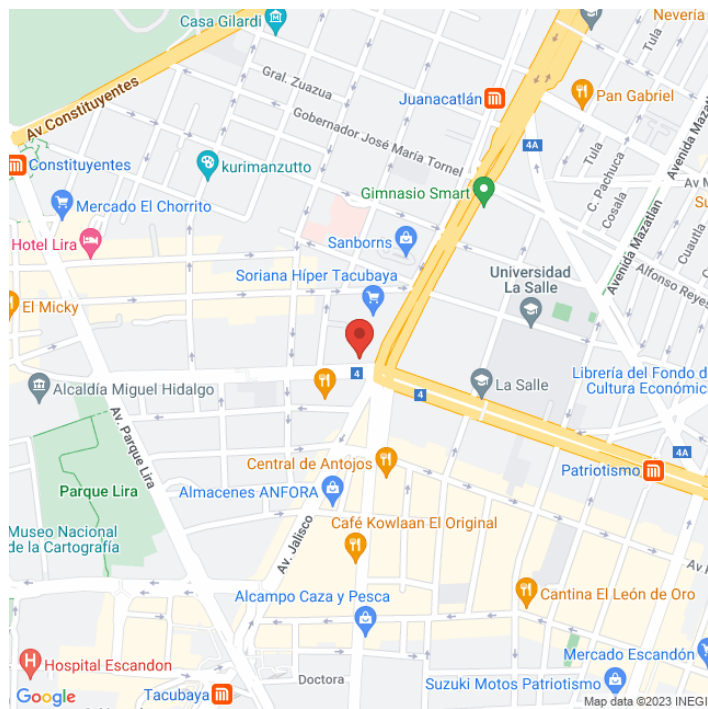 Casa Gilardi
Nevería
Tula
Gral. Zuazua
Av Constituyentes
Juanacatlán
Pan Gabriel
Gobernador José María Tornel
4A
Avenida Mazatlan
Constituyentes
kurimanzutto
Tula
C. Pachuca
Cosala
Av M
Gimnasio Smart
Mercado El Chorrito
Su
Cuautla
Hotel Lira
Sanborns
Avenida Mazatlán
Alfonso Reyes
Soriana Híper Tacubaya
Universidad
La Salle
El Micky
4
Alcaldía Miguel Hidalgo
La Salle
Librería del Fondo d
Cultura Económic
4
Av. Parque Lira
4A
Central de Antojos
Patriotismo
Parque Lira
Almacenes ANFORA
Museo Nacional
de la Cartografía
Av. Jalisco
Café Kowlaan El Original
Av P
Alcampo Caza y Pesca
Cantina El León de Oro
Hospital Escandon
Mercado Escandón
Doctora
Suzuki Motos Patriotismo
Google
Tacubaya
Map data ©2023 INEGI